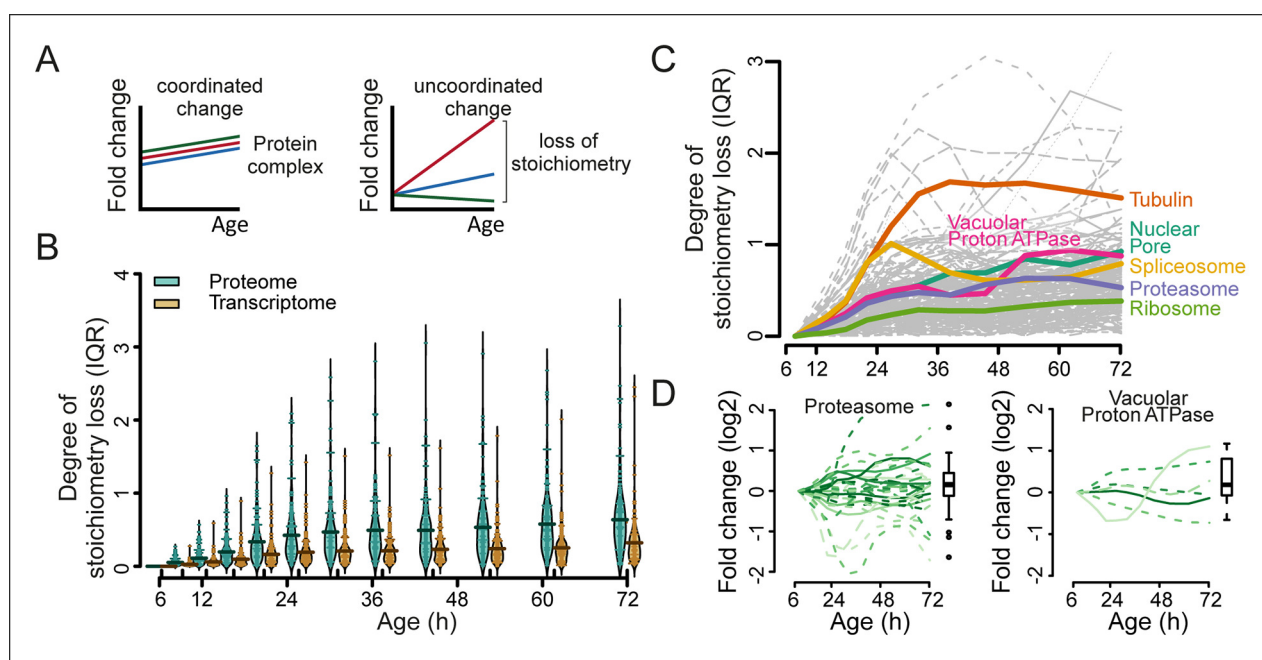 A
Fold change
coordinated
change
Protein
complex
Age
Fold change
uncoordinated
change
loss of
stoichiometry
Age
B
Degree of
stoichiometry loss (IQR)
4
3
2
1
0
Proteome
Transcriptome
6 12 24 36 48 60 72
Age (h)
C
Degree of
stoichiometry loss (IQR)
3
2
1
0
Vacuolar
Proton ATPase
Tubulin
Nuclear
Pore
Spliceosome
Proteasome
Ribosome
6 12 24 36 48 60 72
D
Fold change (log2)
2
1
0
-1
-2
Proteasome
6 24 48 72
Age (h)
Fold change (log2)
2
1
0
-1
-2
Vacuolar
Proton ATPase
6 24 48 72
Age (h)